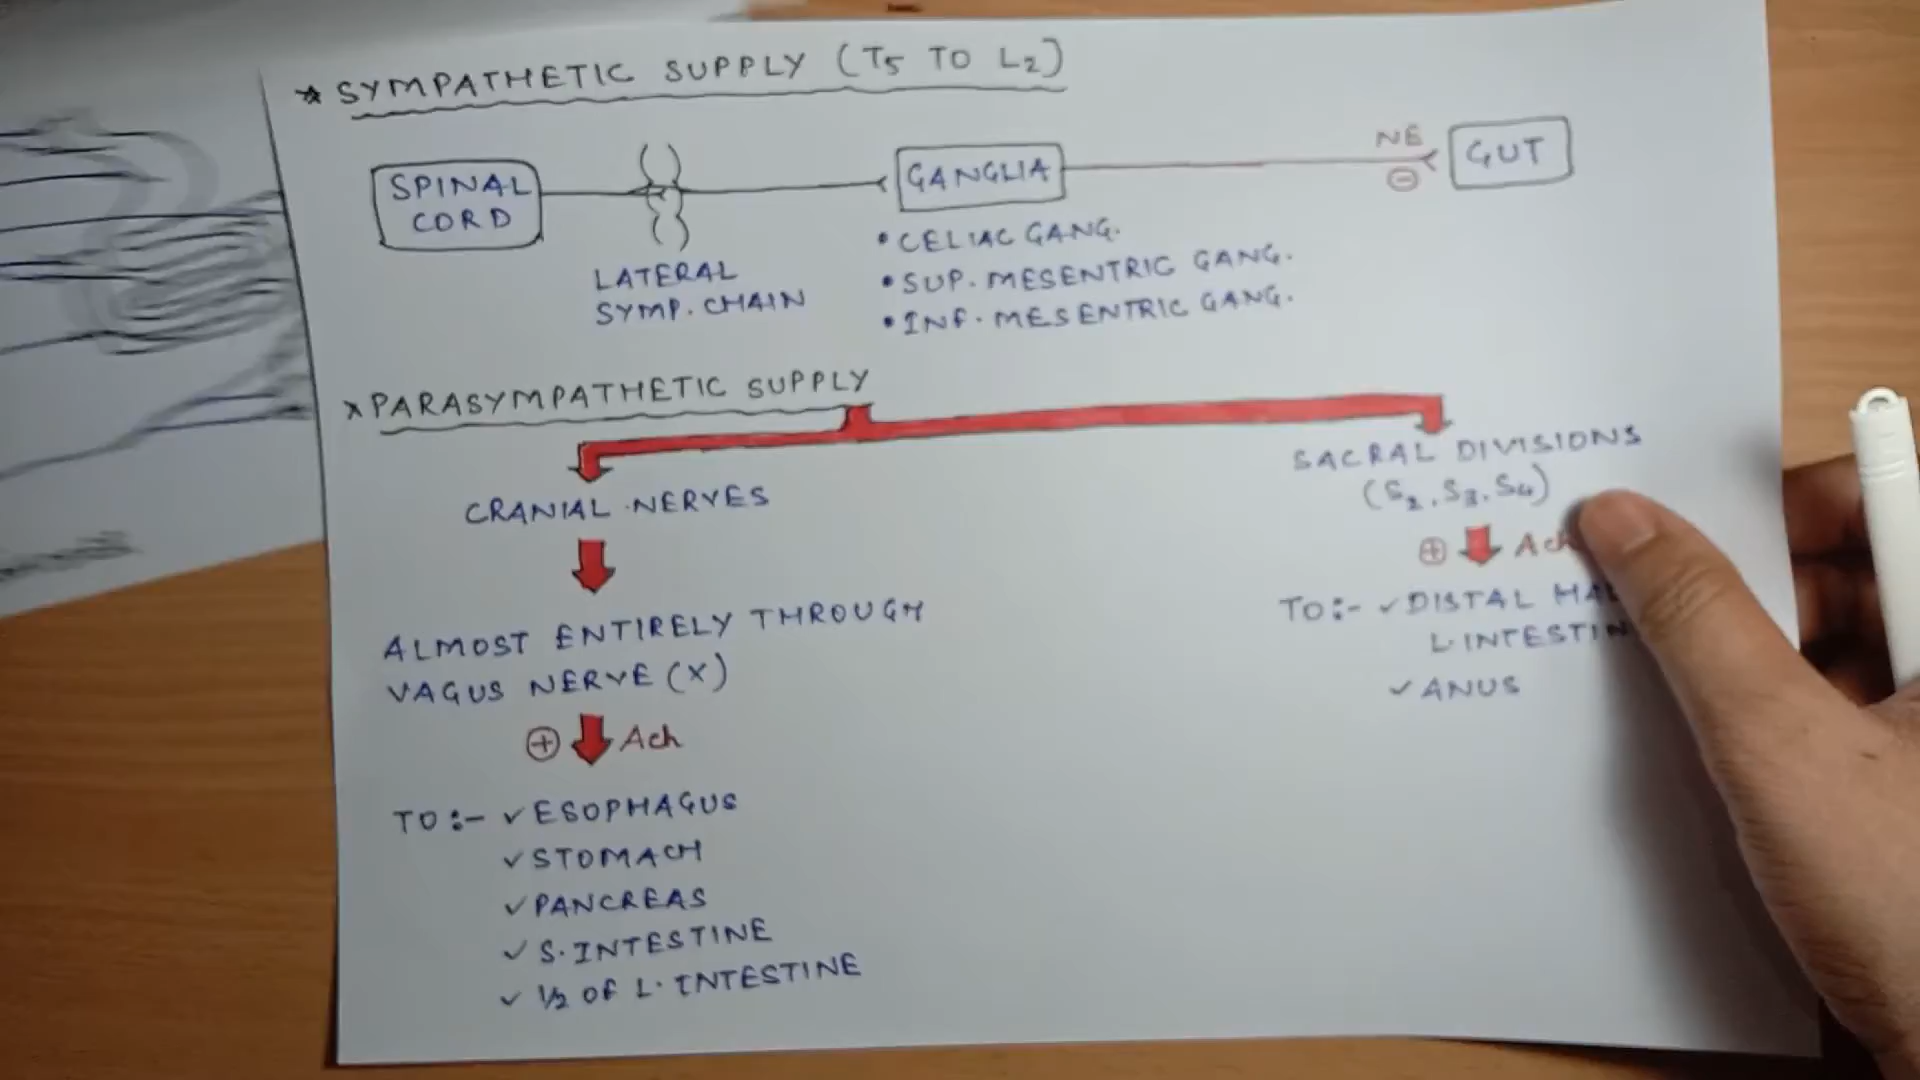 * SYMPATHETIC SUPPLY (T5 TO L2)
SPINAL
CORD
LATERAL
SYMP. CHAIN
GANGLIA
• CELIAC GANG.
• SUP. MESENTRIC GANG.
• INF. MESENTRIC GANG.
NE
⊖
GUT
* PARASYMPATHETIC SUPPLY
CRANIAL NERVES
ALMOST ENTIRELY THROUGH
VAGUS NERVE (X)
⊕ Ach
TO:- ✓ ESOPHAGUS
✓ STOMACH
✓ PANCREAS
✓ S. INTESTINE
✓ 1/2 OF L. INTESTINE
SACRAL DIVISIONS
(S2, S3, S4)
⊕ Ach
TO:- ✓ DISTAL HA
L. INTESTIN
✓ ANUS